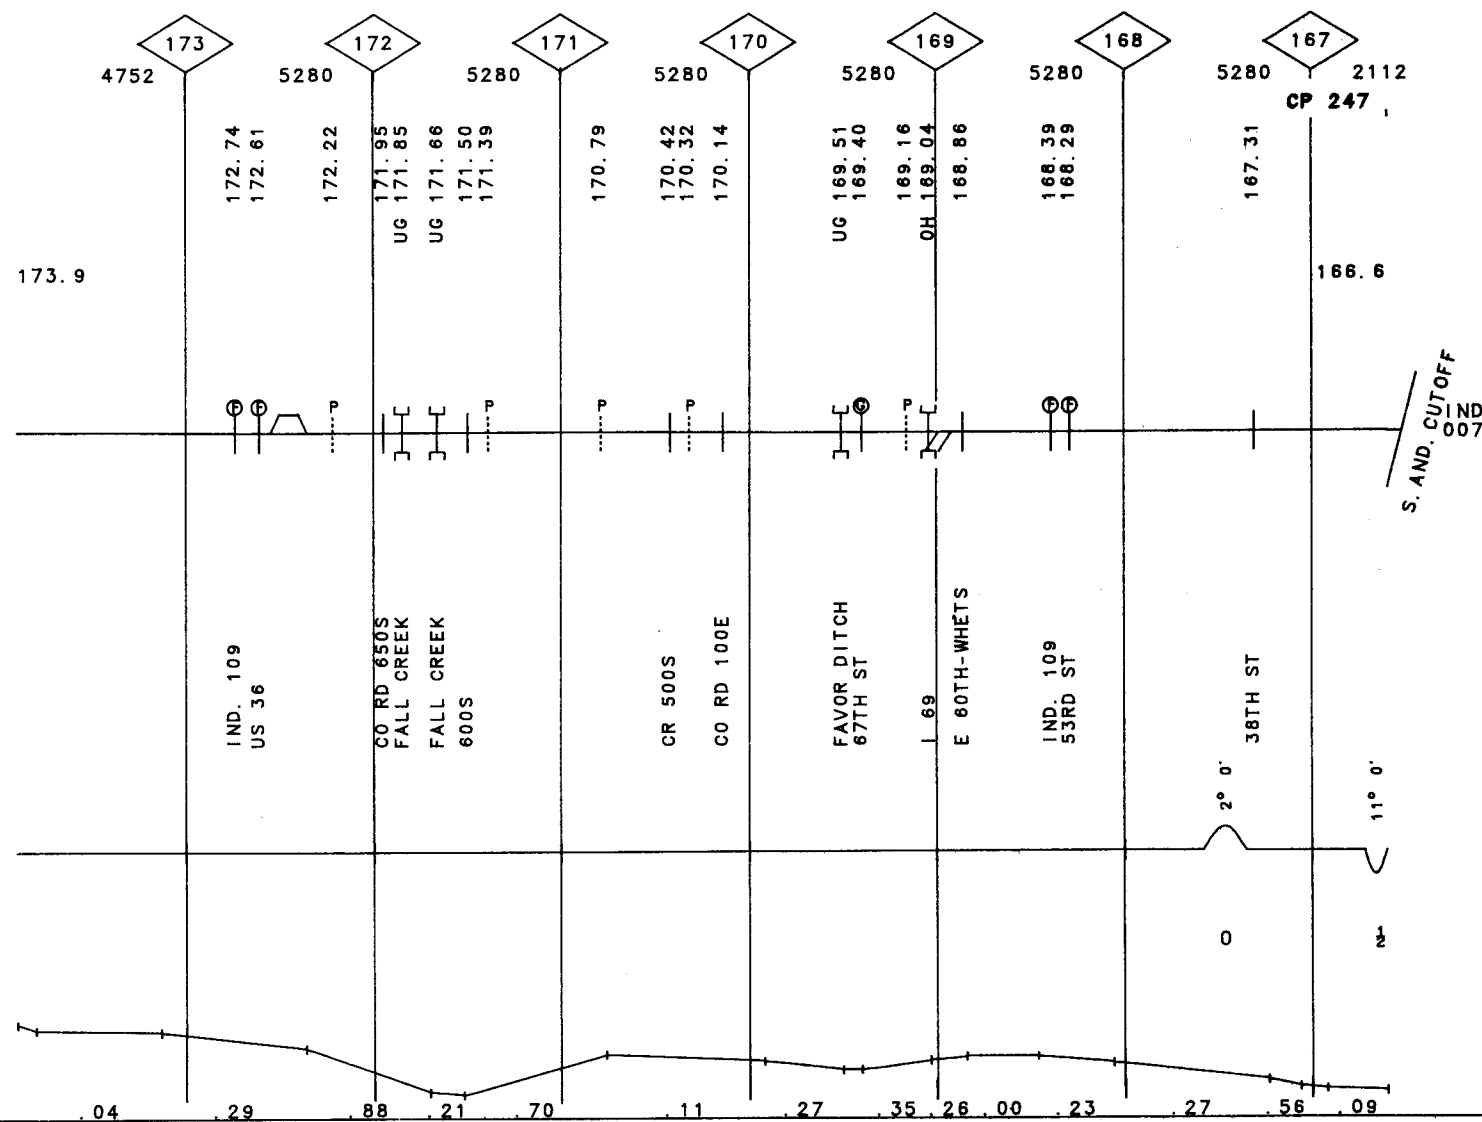 173 172 171 170 169 168 167
4752 5280 5280 5280 5280 5280 5280 2112
CP 247
172.74
172.61
172.22
171.95
UG 171.85
UG 171.66
171.50
171.39
170.79
170.42
170.32
170.14
UG 169.51
169.40
169.16
OH 169.04
168.86
168.39
168.29
167.31
173.9
166.6
F F P P P P G P F F
S. AND. CUTOFF
IND
007
IND. 109
US 36
CO RD 650S
FALL CREEK
FALL CREEK
600S
CR 500S
CO RD 100E
FAVOR DITCH
67TH ST
I 69
E 60TH-WHETS
IND. 109
53RD ST
38TH ST
2° 0'
11° 0'
0 ½
.04 .29 .88 .21 .70 .11 .27 .35 .26 .00 .23 .27 .56 .09